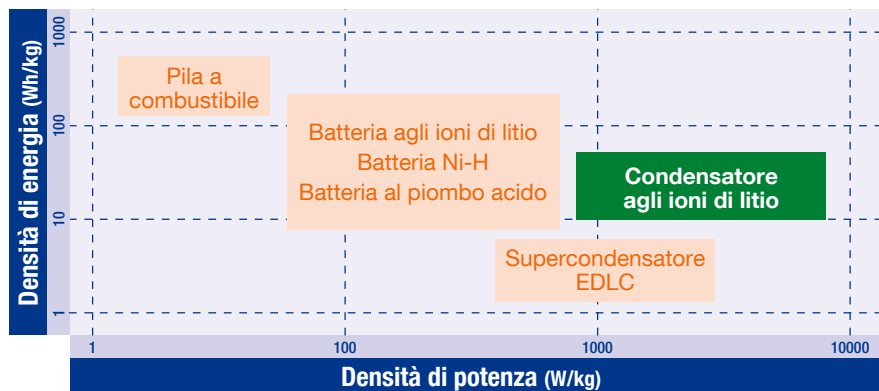 Densità di energia (Wh/kg)
1000
100
10
1
Pila a
combustibile
Batteria agli ioni di litio
Batteria Ni-H
Batteria al piombo acido
Condensatore
agli ioni di litio
Supercondensatore
EDLC
1
100
1000
10000
Densità di potenza (W/kg)